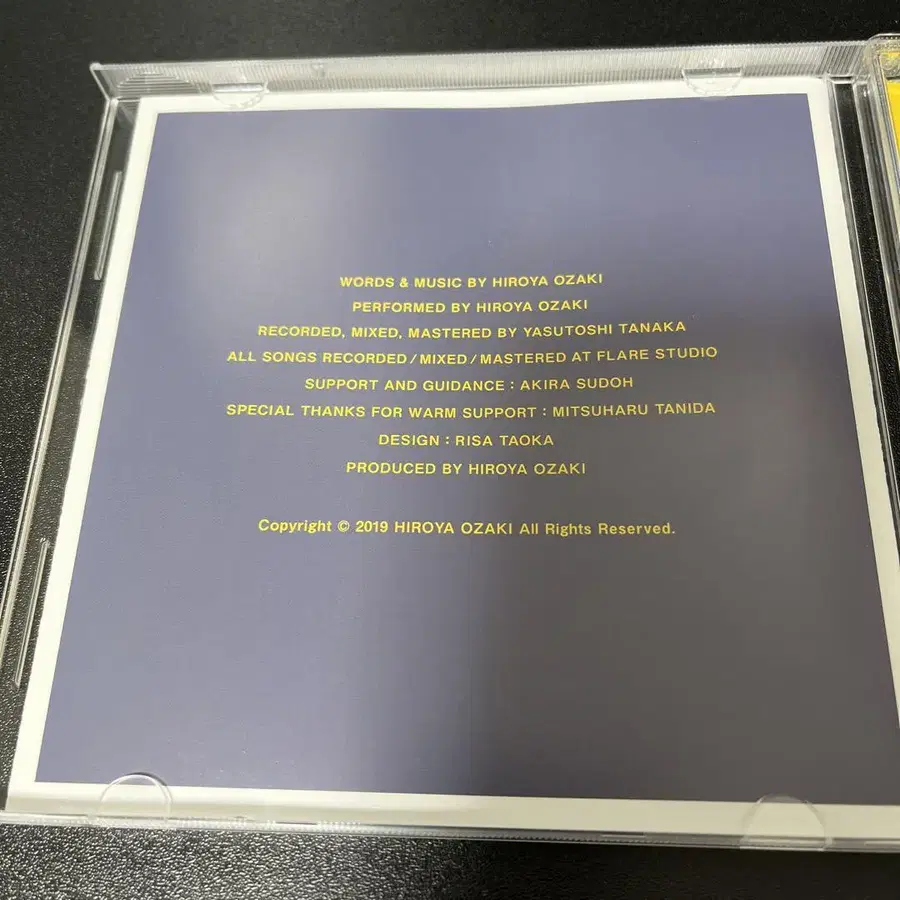 WORDS & MUSIC BY HIROYA OZAKI
PERFORMED BY HIROYA OZAKI
RECORDED, MIXED, MASTERED BY YASUTOSHI TANAKA
ALL SONGS RECORDED/MIXED/MASTERED AT FLARE STUDIO
SUPPORT AND GUIDANCE : AKIRA SUDOH
SPECIAL THANKS FOR WARM SUPPORT : MITSUHARU TANIDA
DESIGN : RISA TAOKA
PRODUCED BY HIROYA OZAKI
Copyright © 2019 HIROYA OZAKI All Rights Reserved.